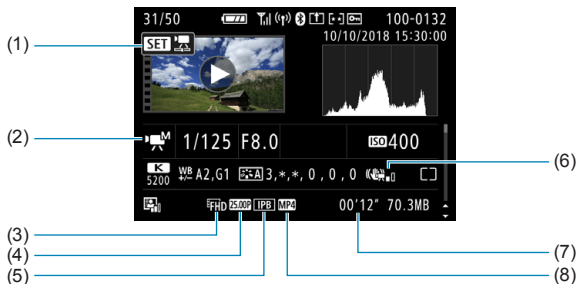 31/50 100-0132
10/10/2018 15:30:00
(1) SET
(2) M 1/125 F8.0 ISO 400
K 5200 WB +/- A2,G1 A 3,*,*, 0, 0, 0 (6)
(3) FHD 25.00P IPB MP4 00'12" 70.3MB
(4)
(5)
(7)
(8)